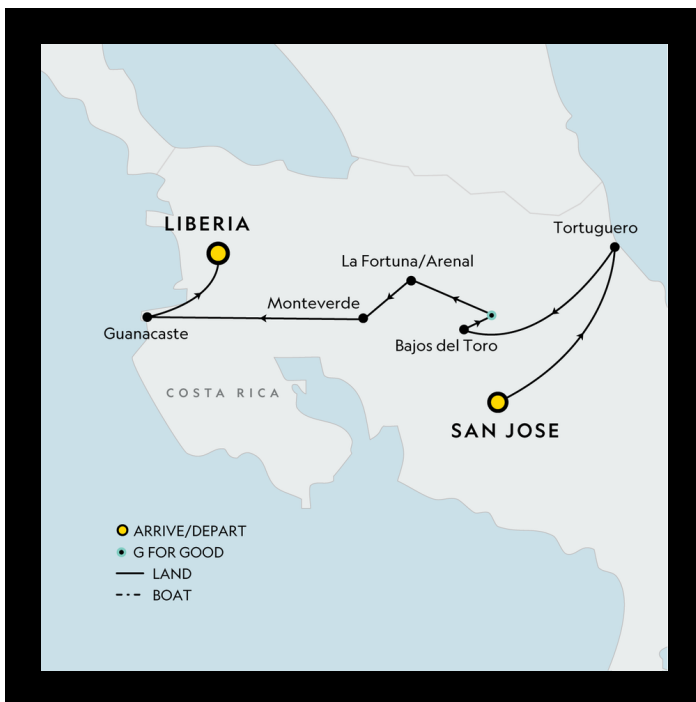 LIBERIA
Tortuguero
La Fortuna/Arenal
Monteverde
Guanacaste
Bajos del Toro
COSTA RICA
SAN JOSE
ARRIVE/DEPART
G FOR GOOD
LAND
BOAT